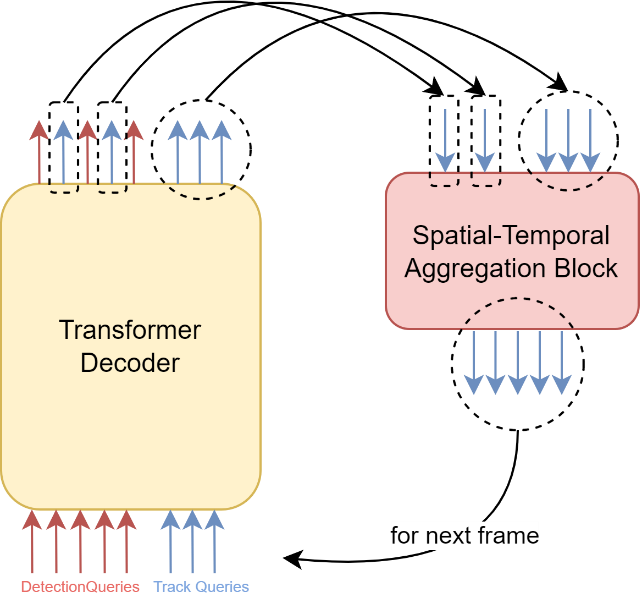 Spatial-Temporal
Aggregation Block
Transformer
Decoder
for next frame
DetectionQueries
Track Queries